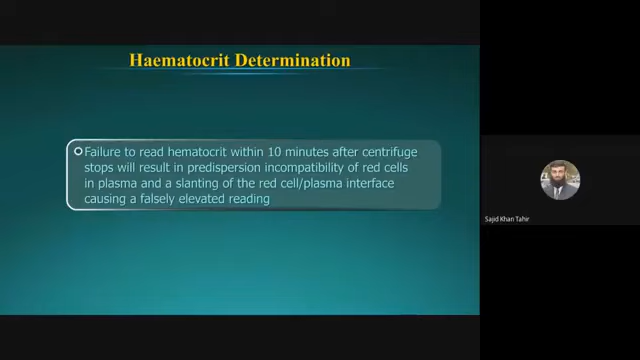 Haematocrit Determination
Failure to read hematocrit within 10 minutes after centrifuge
stops will result in predispersion incompatibility of red cells
in plasma and a slanting of the red cell/plasma interface
causing a falsely elevated reading
Sajid Khan Tahir